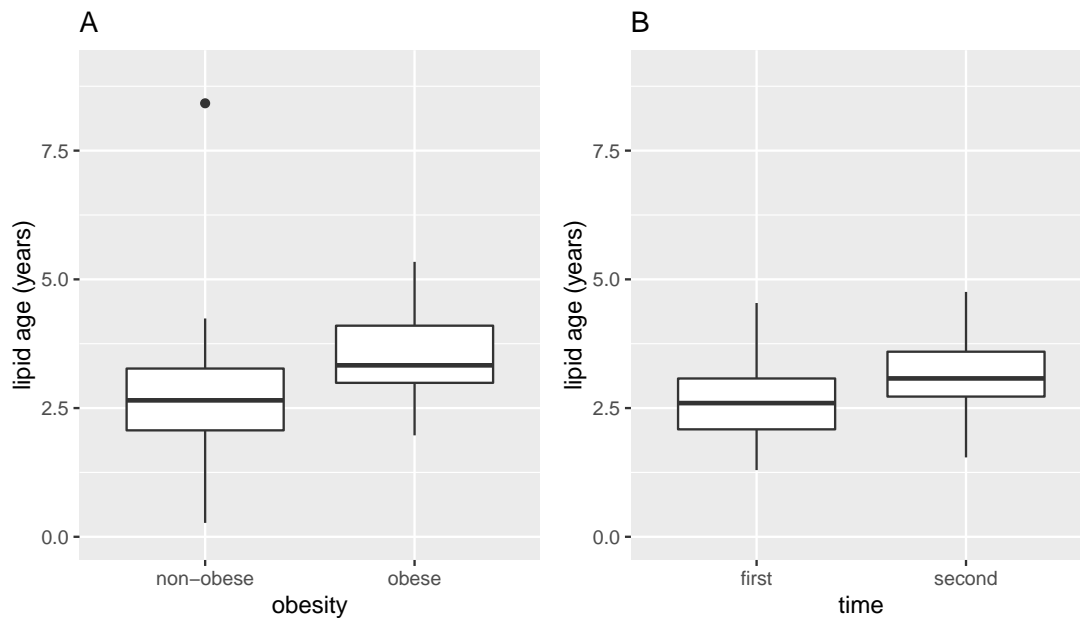 A
lipid age (years)
7.5
5.0
2.5
0.0
non−obese obese
obesity
B
lipid age (years)
7.5
5.0
2.5
0.0
first second
time